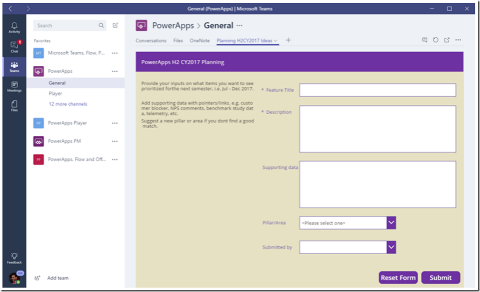 General (PowerApps) | Microsoft Teams
Search
PowerApps > General ...
Activity
Chat
Teams
Meetings
Files
Feedback
Favorites
Microsoft Teams Flow, P...
PowerApps
General
Player
12 more channels
PowerApps Player
PowerApps PM
PowerApps, Flow and Off...
Add team
Conversations Files OneNote Planning H2CY2017 Ideas
PowerApps H2 CY2017 Planning
Provide your inputs on what items you want to see
prioritized forthe next semester, i.e. Jul - Dec 2017.
Add supporting data with pointers/links, e.g. custo
mer blocker, NPS comments, benchmark study dat
a, telemetry, etc.
Suggest a new pillar or area if you dont find a good
match.
* Feature Title
* Description
Supporting data
Pillar/Area
<Please select one>
Submitted by
Reset Form
Submit